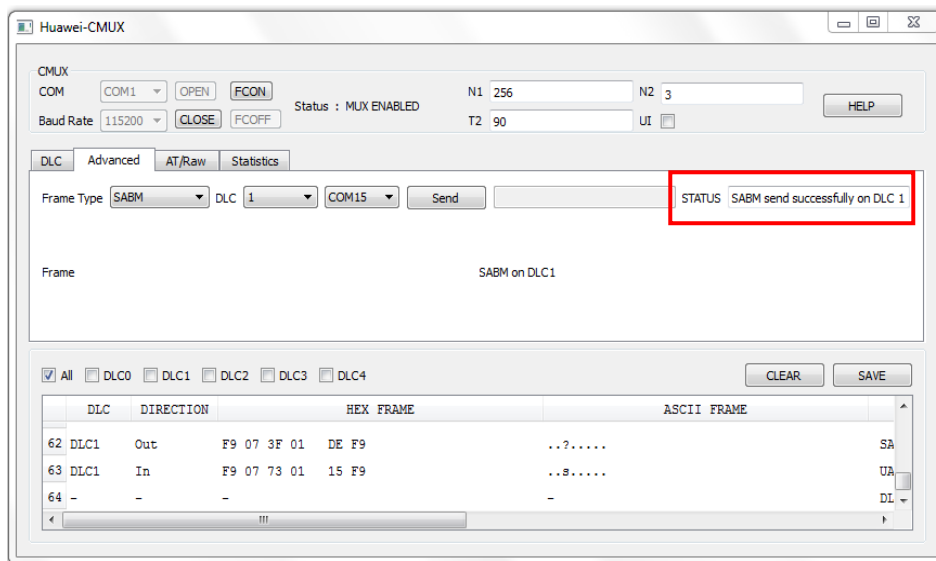 Huawei-CMUX
CMUX
COM COM1 OPEN FCON Status : MUX ENABLED N1 256 N2 3 HELP
Baud Rate 115200 CLOSE FCOFF T2 90 UI
DLC Advanced AT/Raw Statistics
Frame Type SABM DLC 1 COM15 Send STATUS SABM send successfully on DLC 1
Frame SABM on DLC1
All DLC0 DLC1 DLC2 DLC3 DLC4 CLEAR SAVE
DLC DIRECTION HEX FRAME ASCII FRAME
62 DLC1 Out F9 07 3F 01 DE F9 ..?..... SA
63 DLC1 In F9 07 73 01 15 F9 ..s..... UA
64 - - - - DL